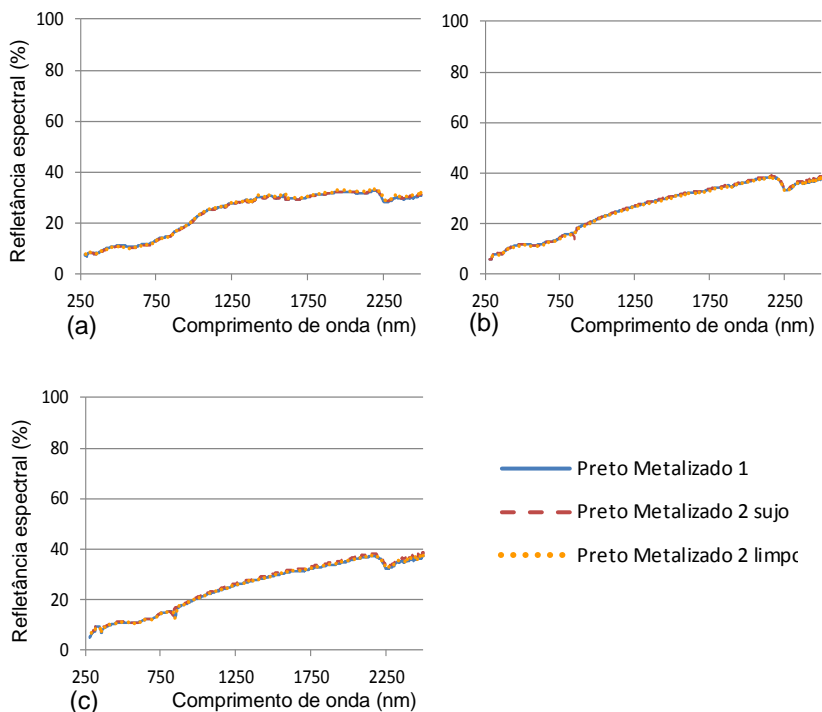 Refletância espectral (%)
100
80
60
40
20
0
250 750 1250 1750 2250
(a) Comprimento de onda (nm)
100
80
60
40
20
0
250 750 1250 1750 2250
(b) Comprimento de onda (nm)
Refletância espectral (%)
100
80
60
40
20
0
250 750 1250 1750 2250
(c) Comprimento de onda (nm)
Preto Metalizado 1
Preto Metalizado 2 sujo
Preto Metalizado 2 limpo